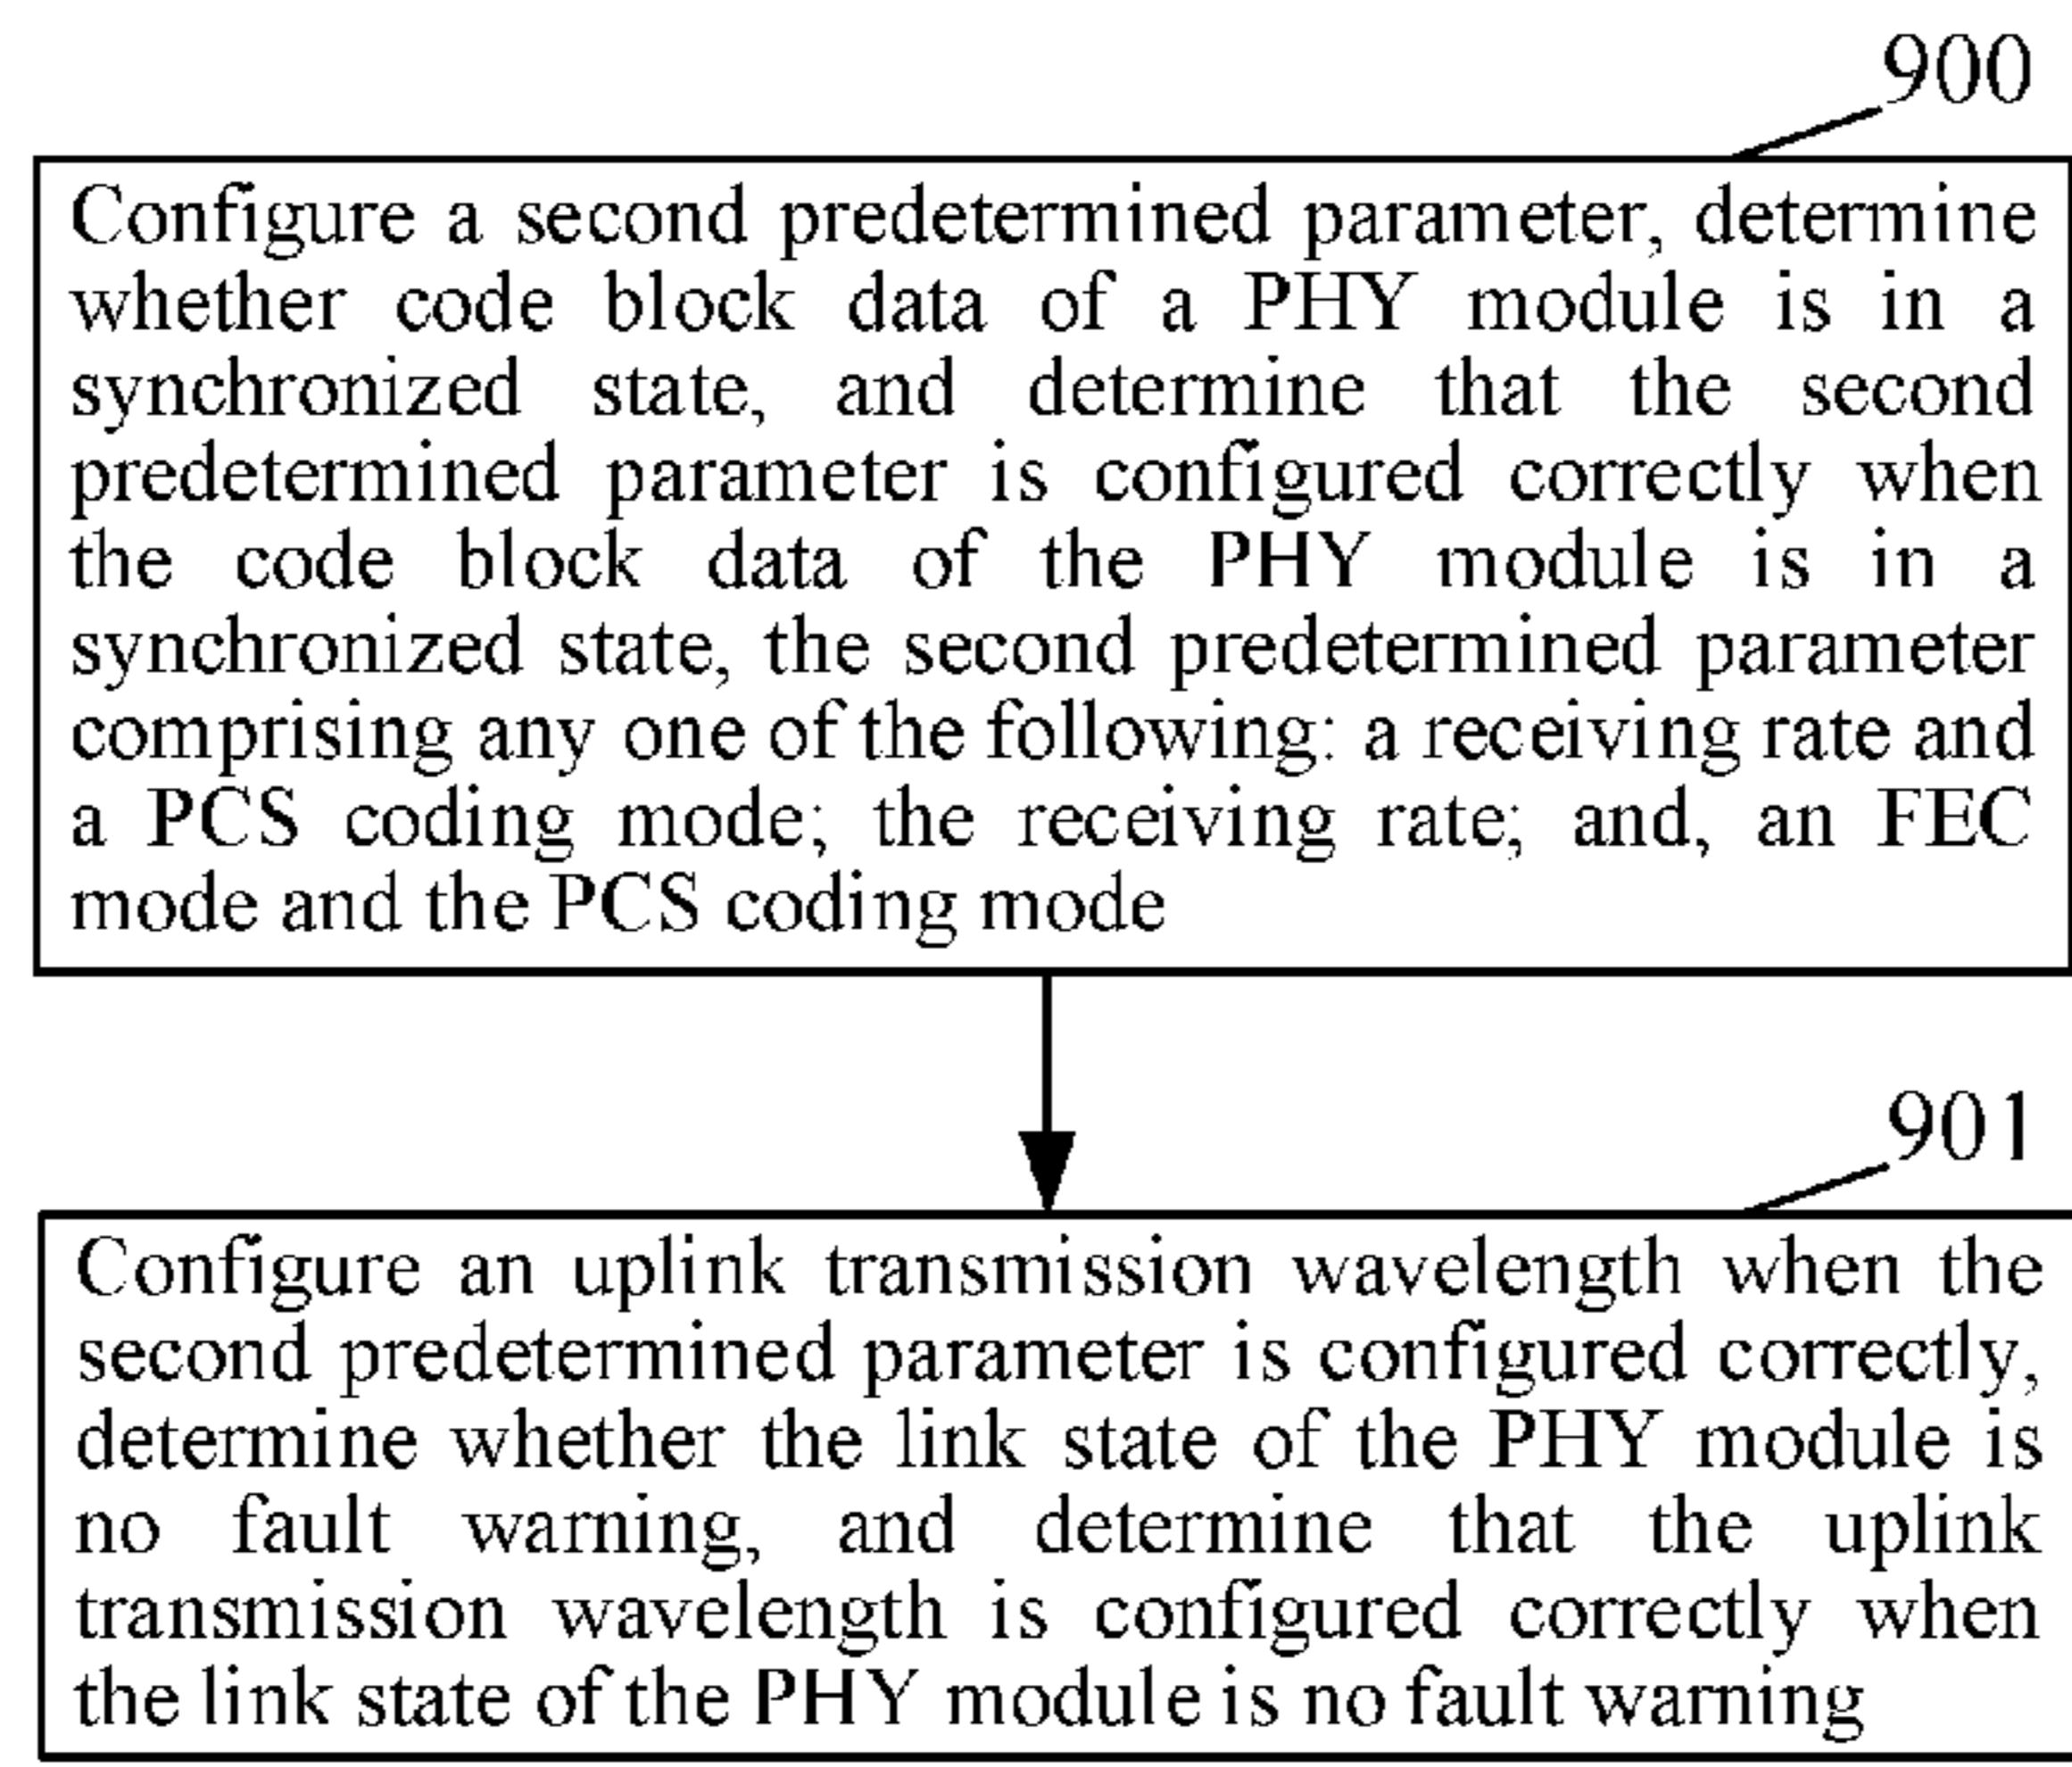 900
Configure a second predetermined parameter, determine
whether code block data of a PHY module is in a
synchronized state, and determine that the second
predetermined parameter is configured correctly when
the code block data of the PHY module is in a
synchronized state, the second predetermined parameter
comprising any one of the following: a receiving rate and
a PCS coding mode; the receiving rate; and, an FEC
mode and the PCS coding mode
901
Configure an uplink transmission wavelength when the
second predetermined parameter is configured correctly,
determine whether the link state of the PHY module is
no fault warning, and determine that the uplink
transmission wavelength is configured correctly when
the link state of the PHY module is no fault warning